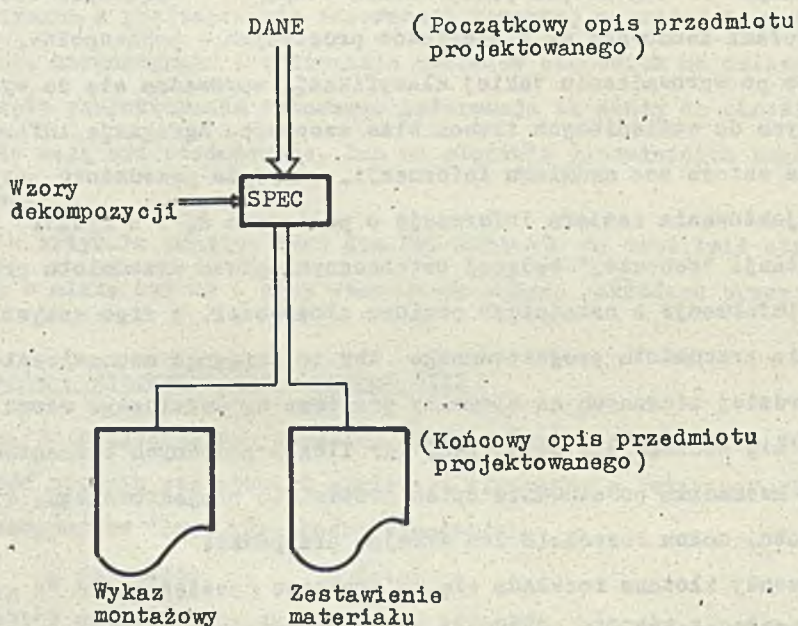 DANE
(Początkowy opis przedmiotu
projektowanego)
Wzory
dekompozycji
SPEC
(Końcowy opis przedmiotu
projektowanego)
Wykaz
montażowy
Zestawienie
materiału